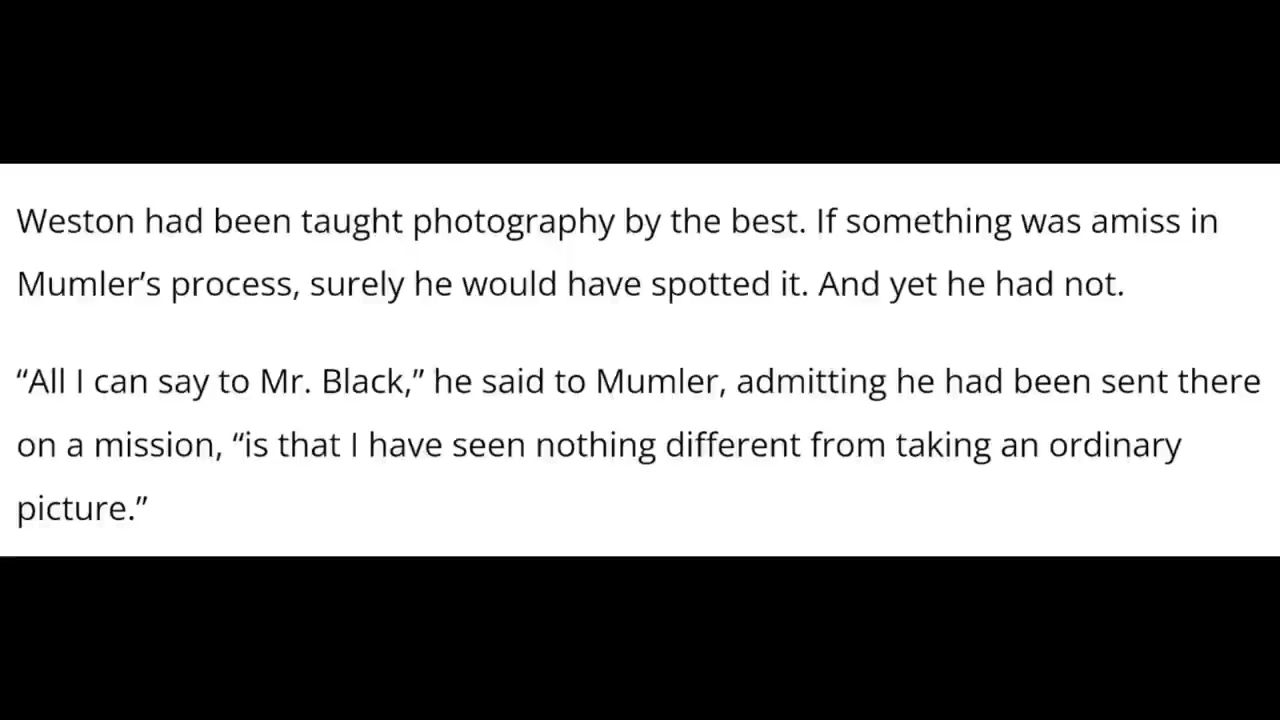 Weston had been taught photography by the best. If something was amiss in
Mumler’s process, surely he would have spotted it. And yet he had not.
“All I can say to Mr. Black,” he said to Mumler, admitting he had been sent there
on a mission, “is that I have seen nothing different from taking an ordinary
picture.”